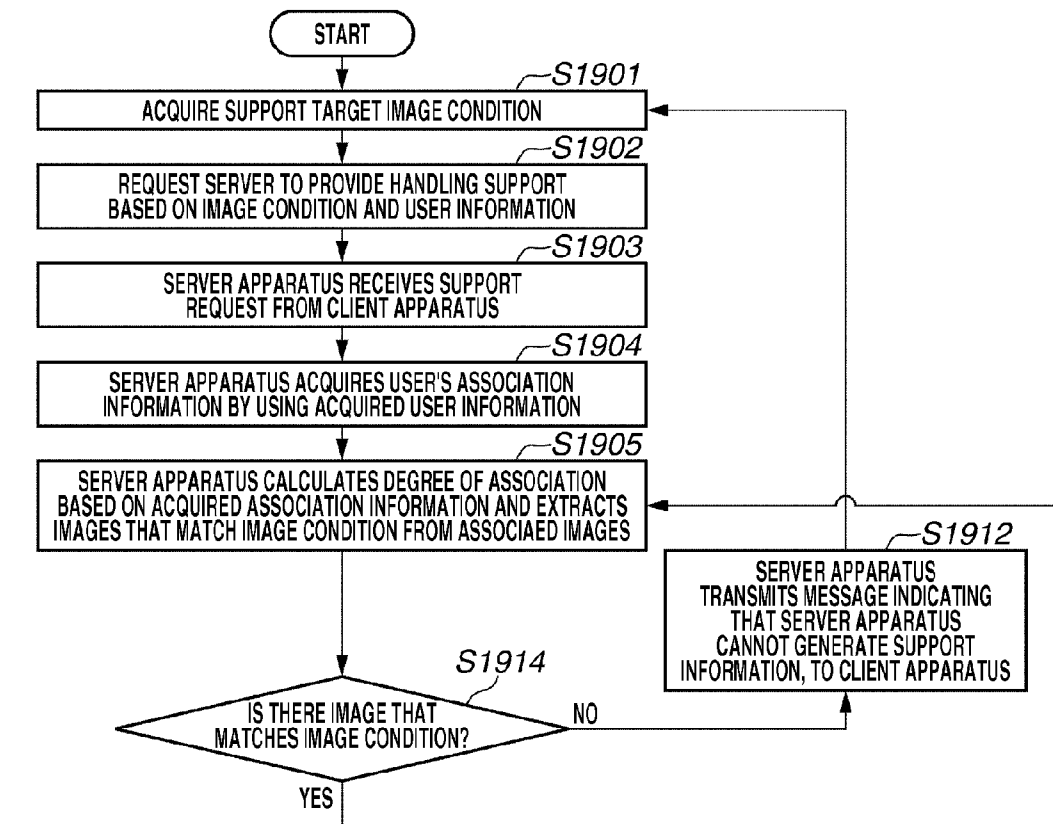 START
S1901
ACQUIRE SUPPORT TARGET IMAGE CONDITION
S1902
REQUEST SERVER TO PROVIDE HANDLING SUPPORT
BASED ON IMAGE CONDITION AND USER INFORMATION
S1903
SERVER APPARATUS RECEIVES SUPPORT
REQUEST FROM CLIENT APPARATUS
S1904
SERVER APPARATUS ACQUIRES USER'S ASSOCIATION
INFORMATION BY USING ACQUIRED USER INFORMATION
S1905
SERVER APPARATUS CALCULATES DEGREE OF ASSOCIATION
BASED ON ACQUIRED ASSOCIATION INFORMATION AND EXTRACTS
IMAGES THAT MATCH IMAGE CONDITION FROM ASSOCIAED IMAGES
S1912
SERVER APPARATUS
TRANSMITS MESSAGE INDICATING
THAT SERVER APPARATUS
CANNOT GENERATE SUPPORT
INFORMATION, TO CLIENT APPARATUS
S1914
IS THERE IMAGE THAT
MATCHES IMAGE CONDITION?
NO
YES